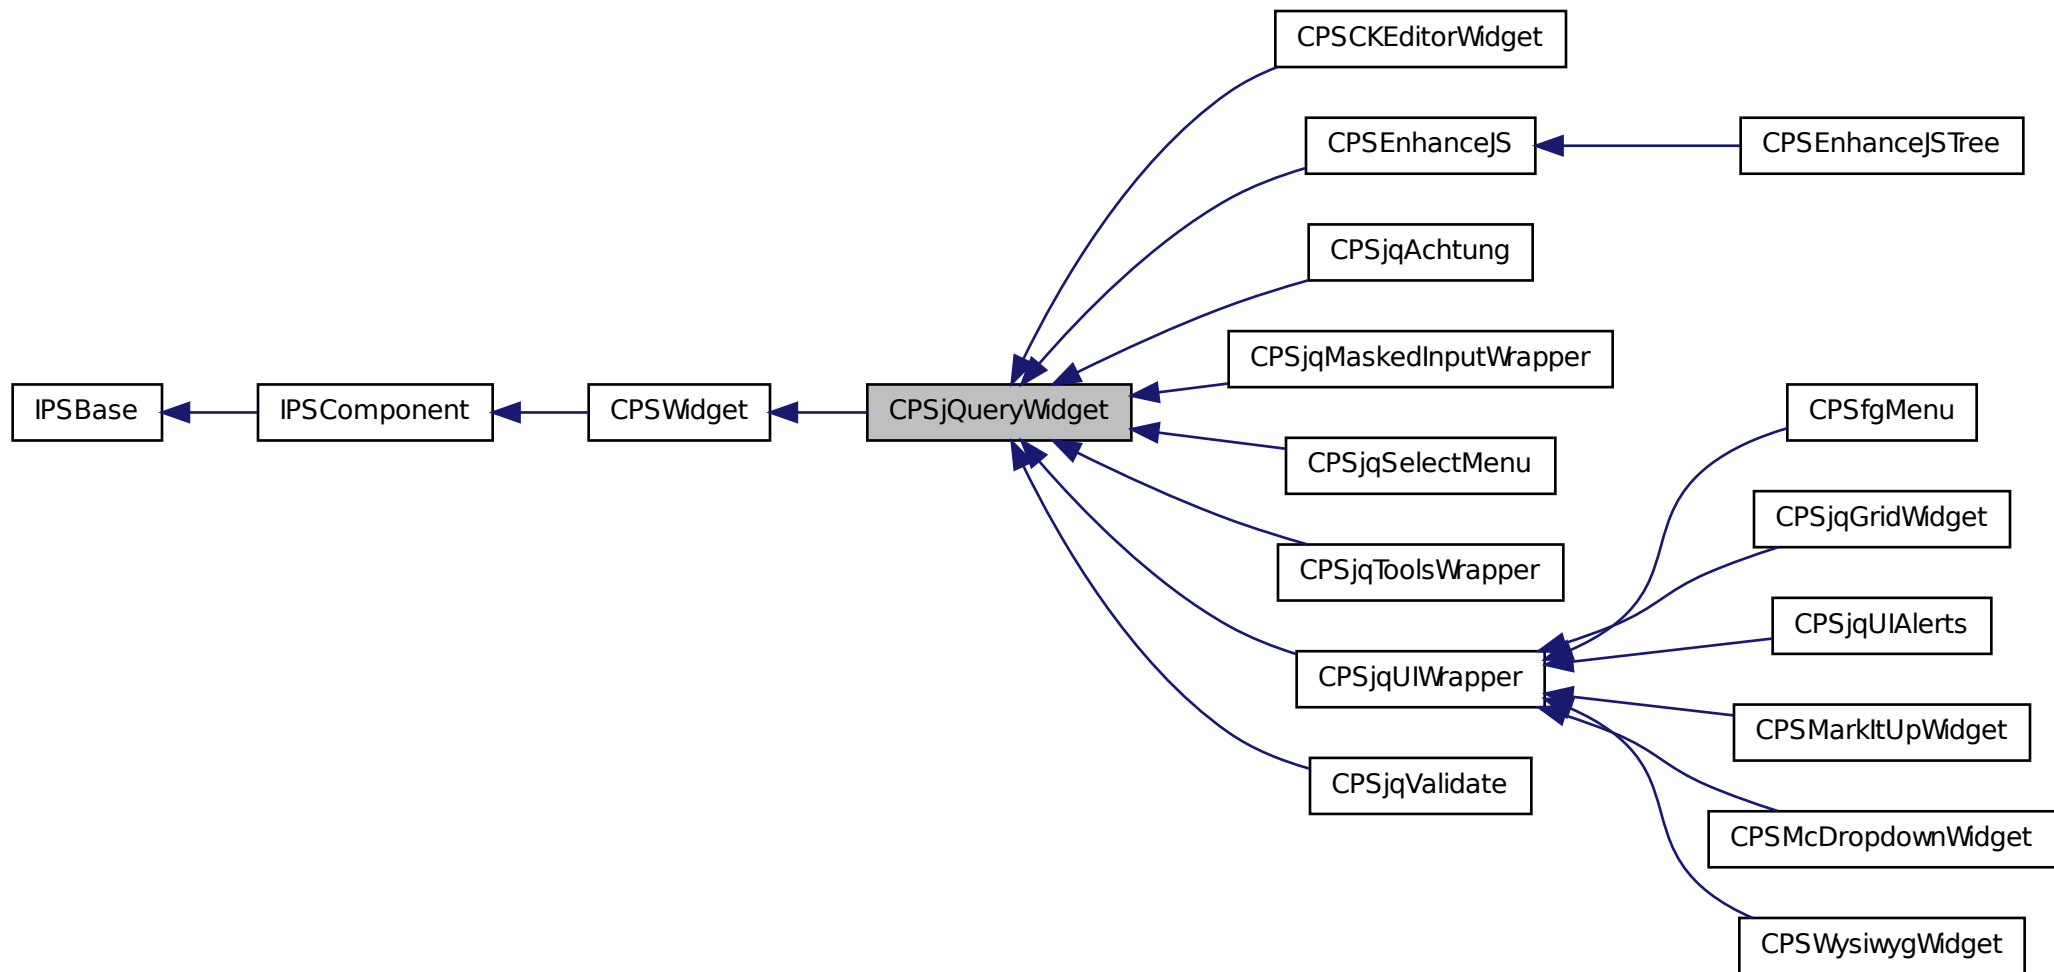 CPSCKEditorWidget
CPSEnhanceJS
CPSEnhanceJSTree
CPSjqAchtung
CPSjqMaskedInputWrapper
IPSBase
IPSComponent
CPSWidget
CPSjQueryWidget
CPSfgMenu
CPSjqSelectMenu
CPSjqGridWidget
CPSjqToolsWrapper
CPSjqUIAlerts
CPSjqUIWrapper
CPSMarkItUpWidget
CPSjqValidate
CPSMcDropdownWidget
CPSWysiwygWidget